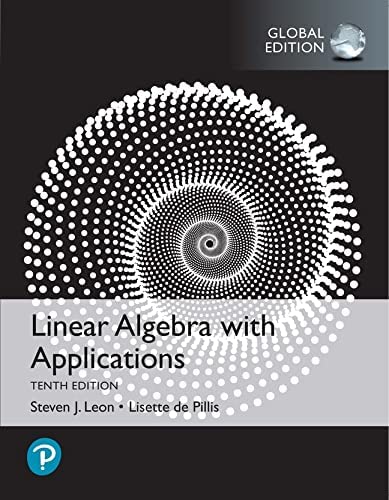 GLOBAL
EDITION
Linear Algebra with
Applications
TENTH EDITION
Steven J. Leon • Lisette de Pillis
P